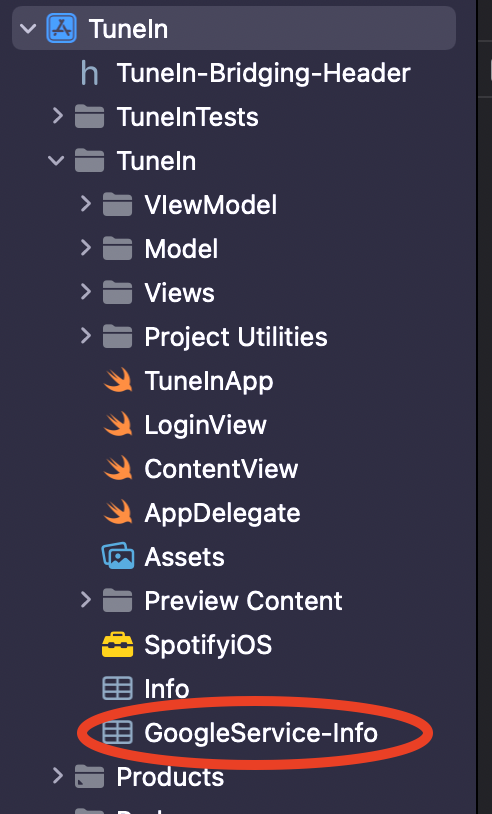 TuneIn
h TuneIn-Bridging-Header
TuneInTests
TuneIn
VIewModel
Model
Views
Project Utilities
TuneInApp
LoginView
ContentView
AppDelegate
Assets
Preview Content
SpotifyiOS
Info
GoogleService-Info
Products